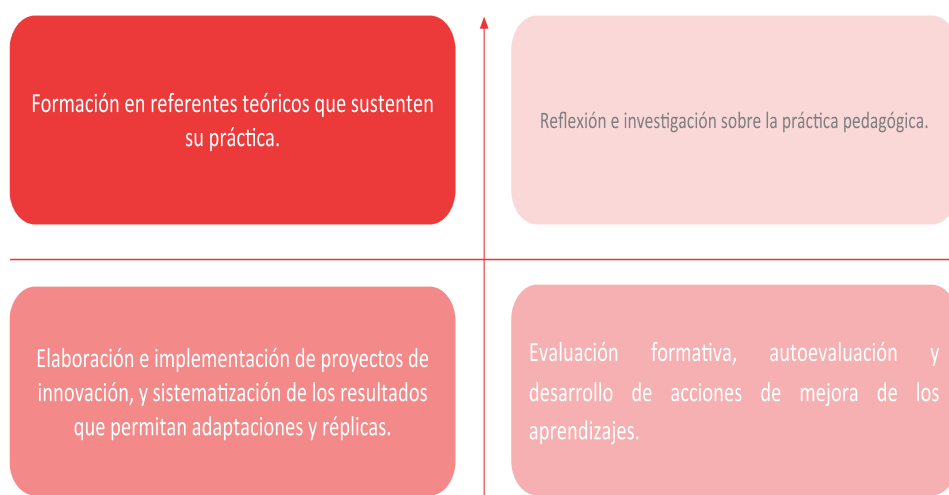 Formación en referentes teóricos que sustenten
su práctica.
Reflexión e investigación sobre la práctica pedagógica.
Elaboración e implementación de proyectos de
innovación, y sistematización de los resultados
que permitan adaptaciones y réplicas.
Evaluación formativa, autoevaluación y
desarrollo de acciones de mejora de los
aprendizajes.